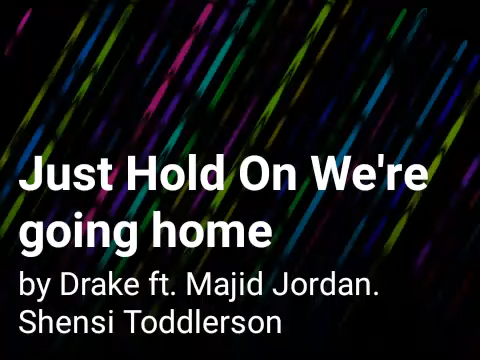 Just Hold On We're
going home
by Drake ft. Majid Jordan.
Shensi Toddlerson